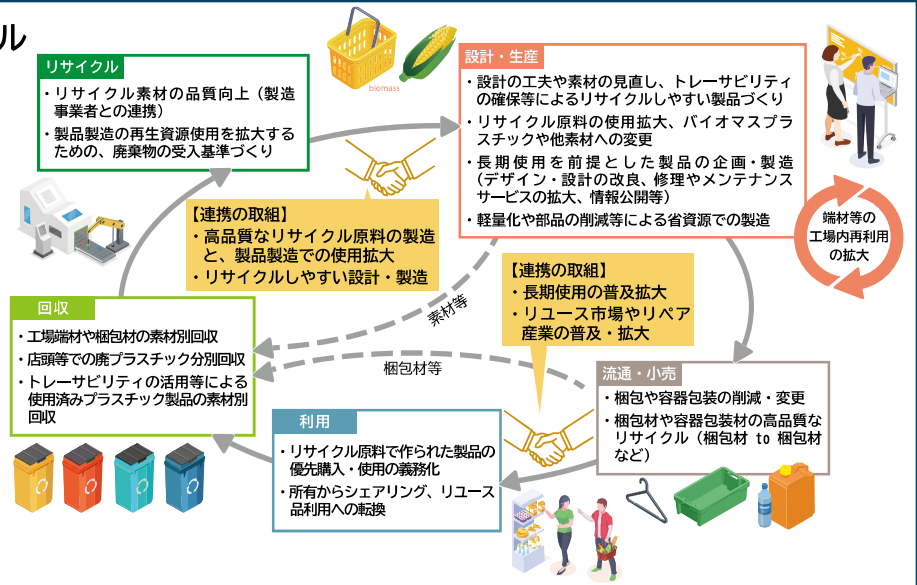 ル
リサイクル
・リサイクル素材の品質向上（製造
事業者との連携）
・製品製造の再生資源使用を拡大する
ための、廃棄物の受入基準づくり
biomass
設計・生産
・設計の工夫や素材の見直し、トレーサビリティ
の確保等によるリサイクルしやすい製品づくり
・リサイクル原料の使用拡大、バイオマスプラ
スチックや他素材への変更
・長期使用を前提とした製品の企画・製造
（デザイン・設計の改良、修理やメンテナンス
サービスの拡大、情報公開等）
・軽量化や部品の削減等による省資源での製造
端材等の
工場内再利用
の拡大
【連携の取組】
・高品質なリサイクル原料の製造
と、製品製造での使用拡大
・リサイクルしやすい設計・製造
【連携の取組】
・長期使用の普及拡大
・リユース市場やリペア
産業の普及・拡大
素材等
梱包材等
回収
・工場端材や梱包材の素材別回収
・店頭等での廃プラスチック分別回収
・トレーサビリティの活用等による
使用済みプラスチック製品の素材別
回収
流通・小売
・梱包や容器包装の削減・変更
・梱包材や容器包装材の高品質な
リサイクル（梱包材 to 梱包材
など）
利用
・リサイクル原料で作られた製品の
優先購入・使用の義務化
・所有からシェアリング、リユース
品利用への転換